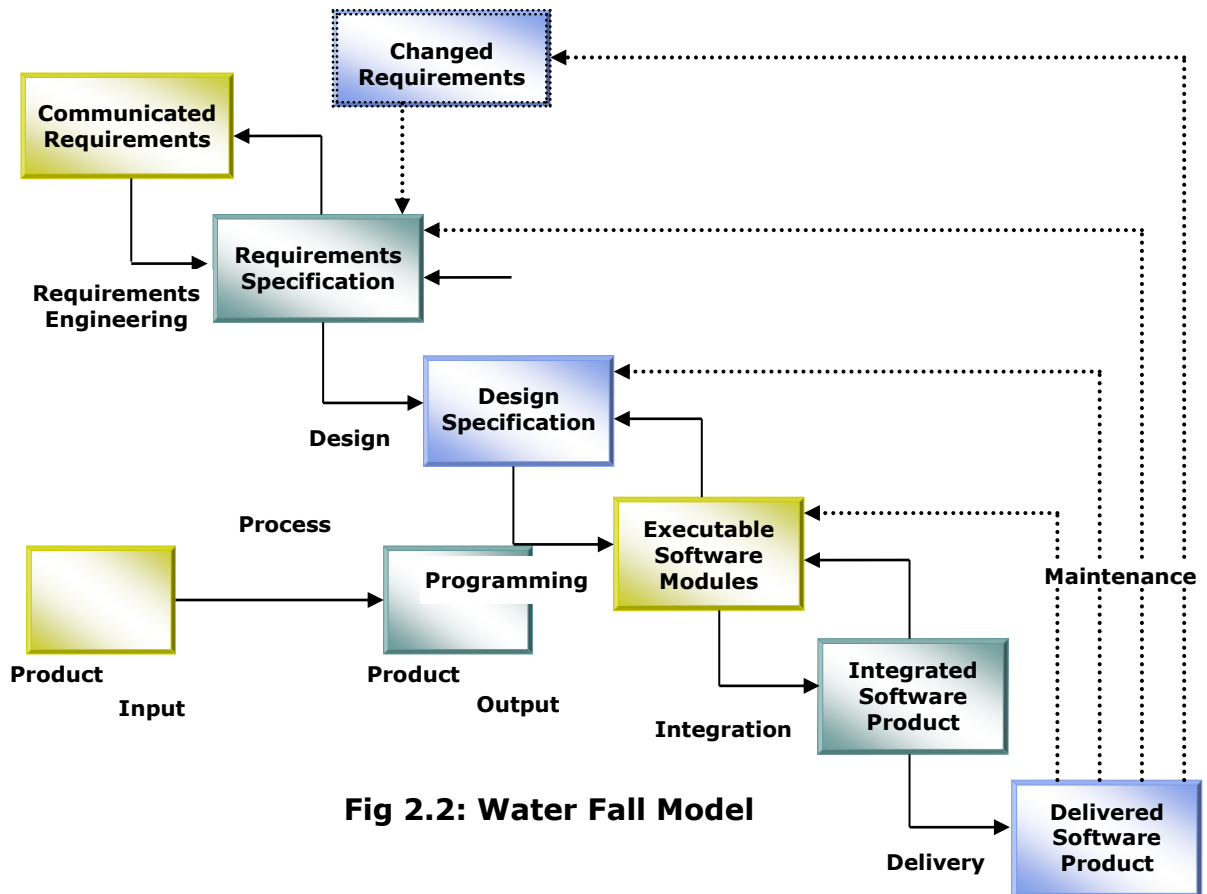 Changed
Requirements
Communicated
Requirements
Requirements
Specification
Requirements
Engineering
Design
Specification
Design
Process
Executable
Software
Modules
Programming
Maintenance
Product
Input
Product
Output
Integrated
Software
Product
Integration
Fig 2.2: Water Fall Model
Delivered
Software
Product
Delivery